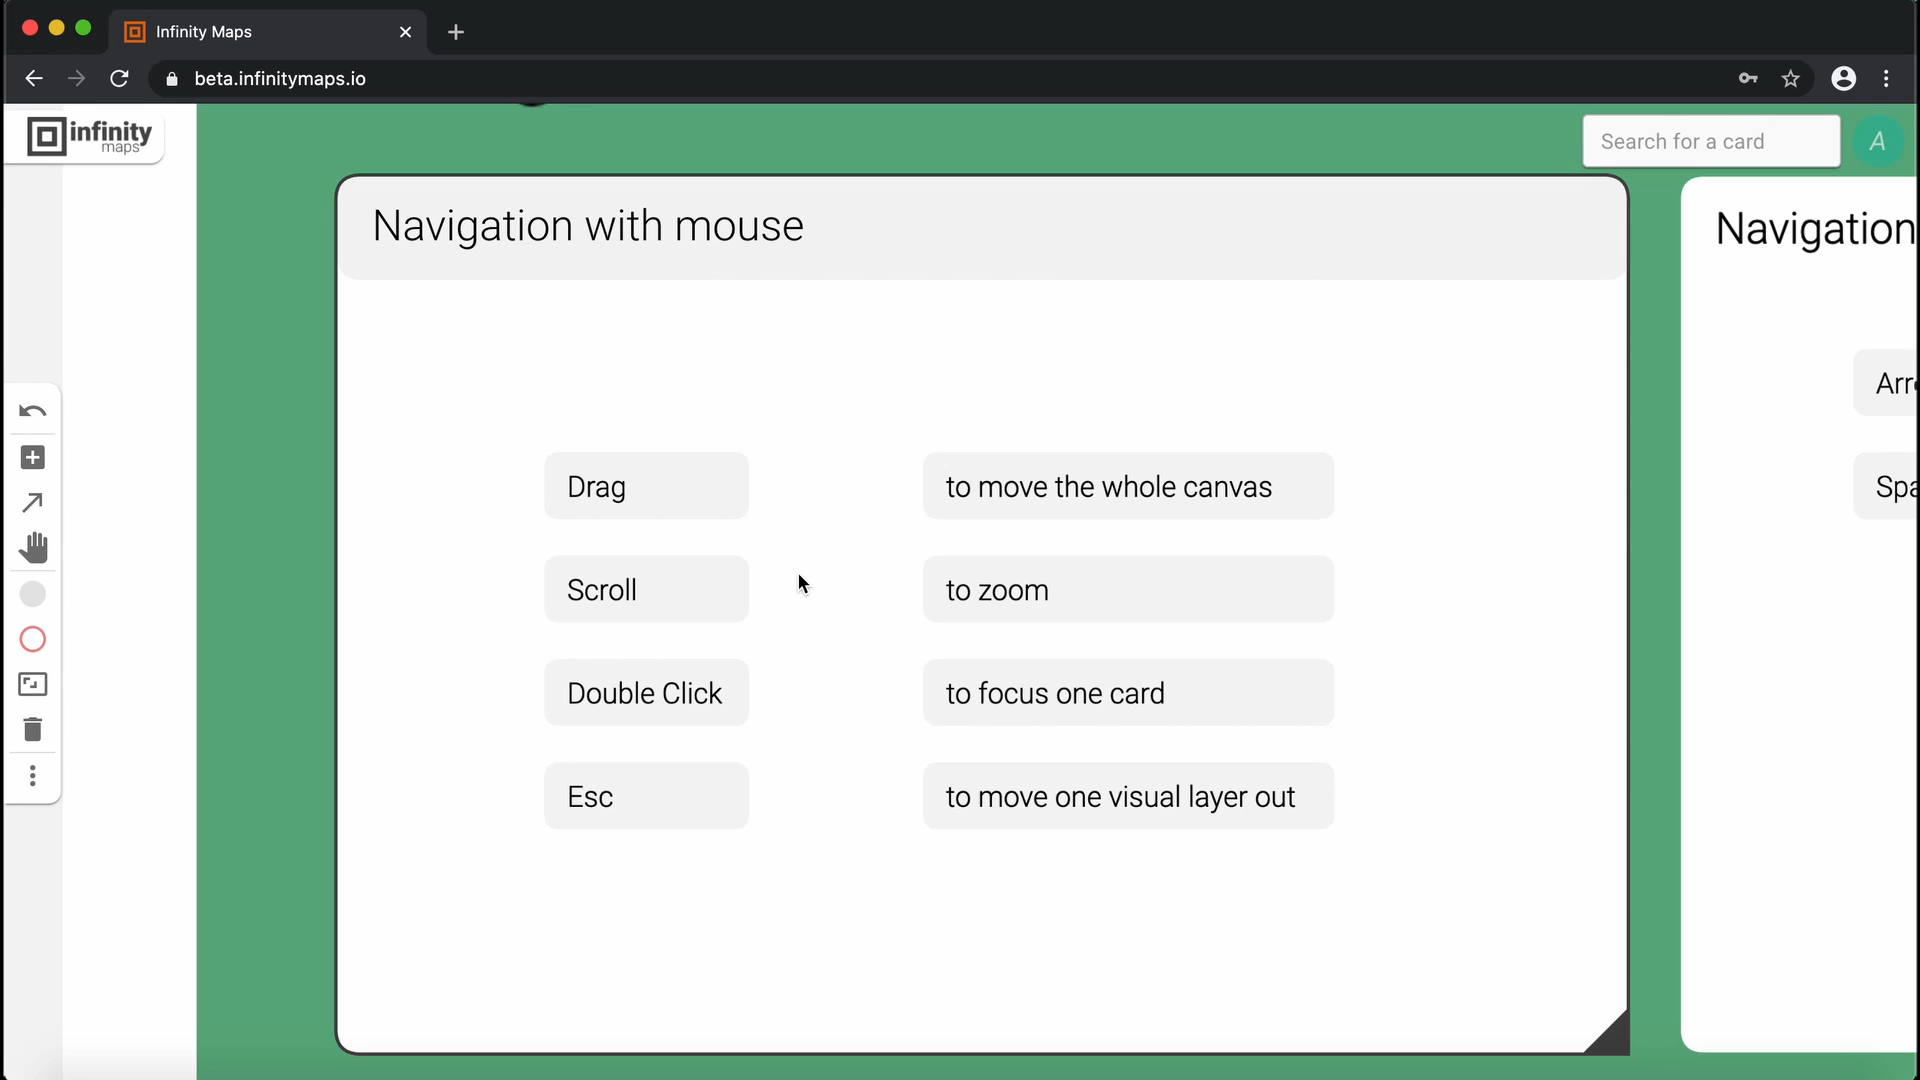 Infinity Maps
beta.infinitymaps.io
infinity
maps
Search for a card
A
Navigation with mouse
Navigation
Drag
to move the whole canvas
Scroll
to zoom
Double Click
to focus one card
Esc
to move one visual layer out